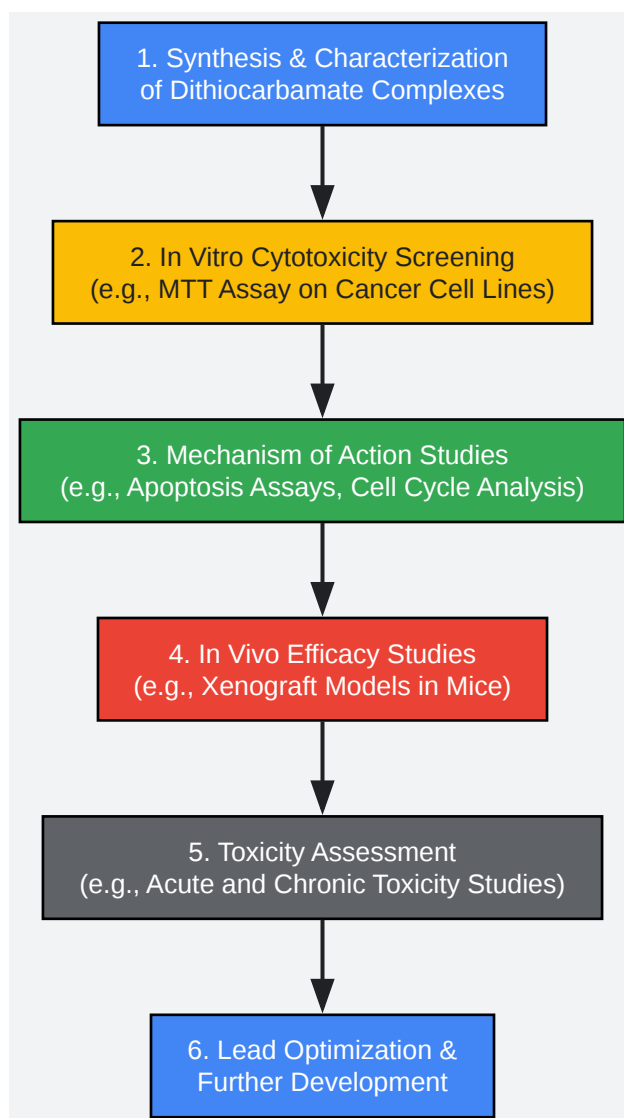 1. Synthesis & Characterization
of Dithiocarbamate Complexes
2. In Vitro Cytotoxicity Screening
(e.g., MTT Assay on Cancer Cell Lines)
3. Mechanism of Action Studies
(e.g., Apoptosis Assays, Cell Cycle Analysis)
4. In Vivo Efficacy Studies
(e.g., Xenograft Models in Mice)
5. Toxicity Assessment
(e.g., Acute and Chronic Toxicity Studies)
6. Lead Optimization &
Further Development